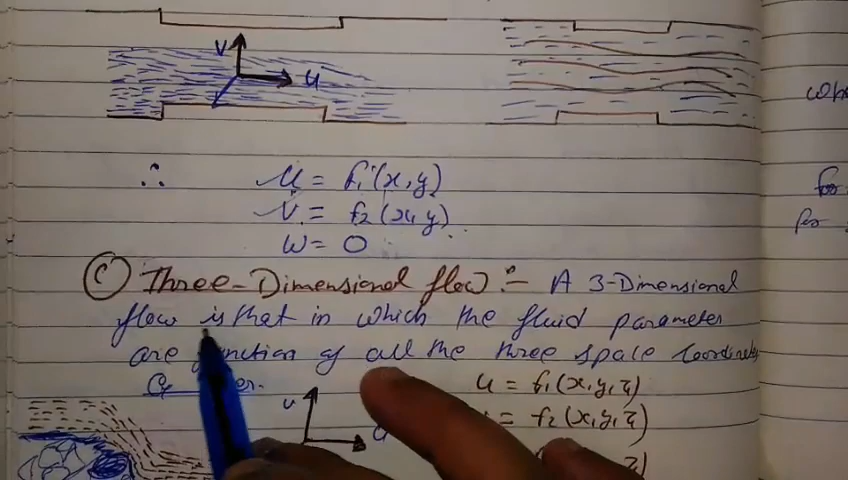 v
u
∴ u = f₁(x, y)
v = f₂(x, y)
w = 0
(C) Three-Dimensional flow :- A 3-Dimensional
flow is that in which the fluid parameter
are function of all the three space Coordinates
u = f₁(x, y, z)
= f₂(x, y, z)
z)
v